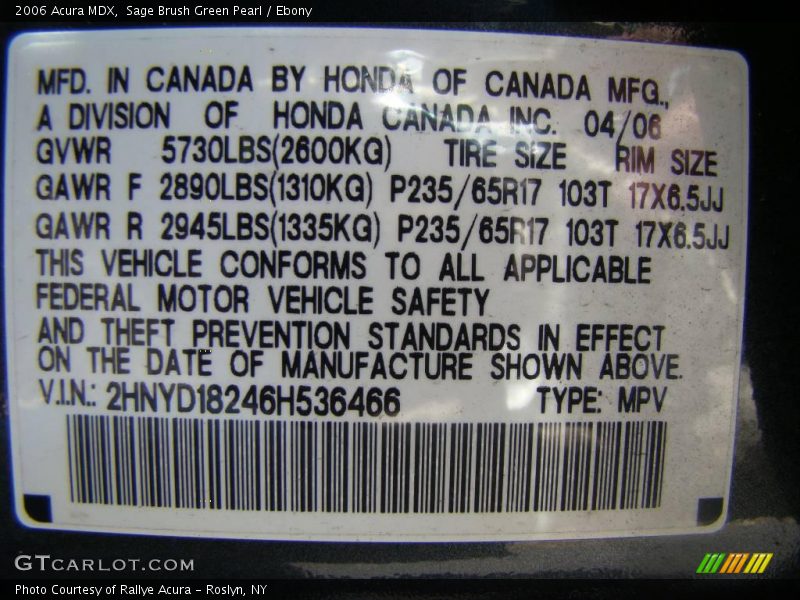 2006 Acura MDX,  Sage Brush Green Pearl / Ebony
MFD. IN CANADA BY HONDA OF CANADA MFG.,
A DIVISION OF HONDA CANADA INC. 04/06
GVWR 5730LBS(2600KG) TIRE SIZE RIM SIZE
GAWR F 2890LBS(1310KG) P235/65R17 103T 17X6.5JJ
GAWR R 2945LBS(1335KG) P235/65R17 103T 17X6.5JJ
THIS VEHICLE CONFORMS TO ALL APPLICABLE
FEDERAL MOTOR VEHICLE SAFETY
AND THEFT PREVENTION STANDARDS IN EFFECT
ON THE DATE OF MANUFACTURE SHOWN ABOVE.
V.I.N.: 2HNYD18246H536466 TYPE: MPV
GTCARLOT.COM
Photo Courtesy of Rallye Acura - Roslyn, NY